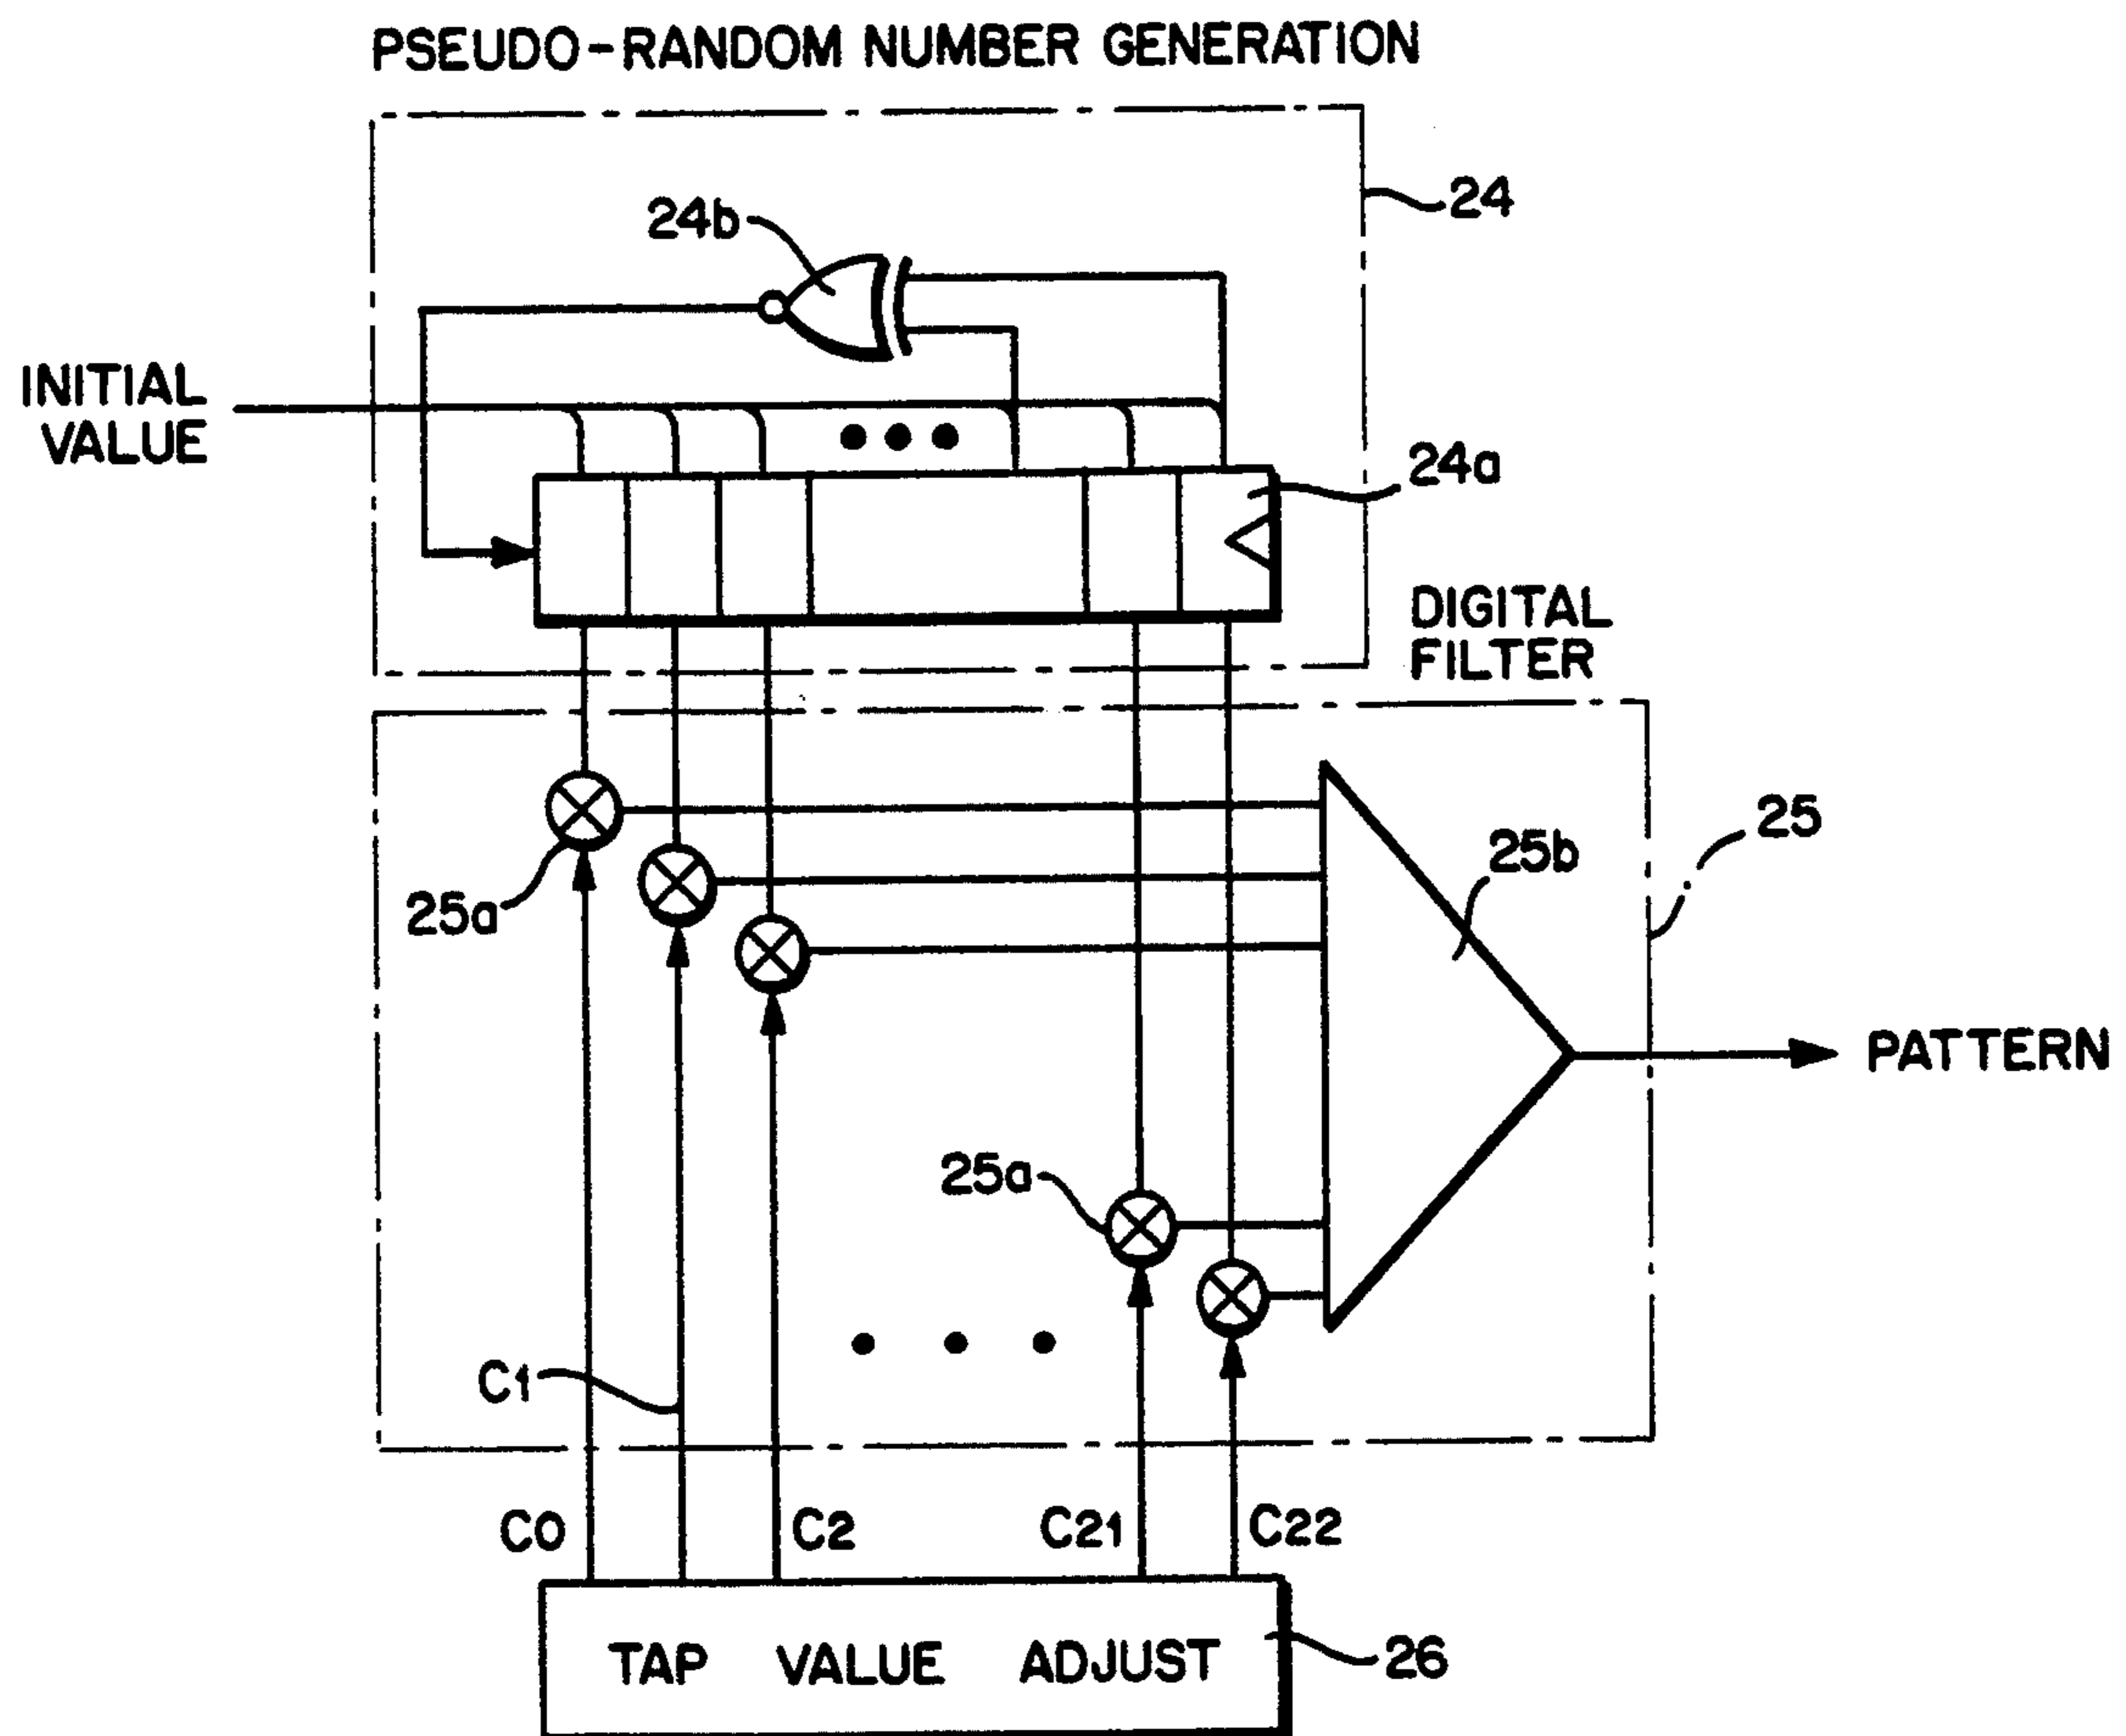 PSEUDO-RANDOM NUMBER GENERATION
24
24b
INITIAL
VALUE
24a
DIGITAL
FILTER
25
25b
25a
PATTERN
25a
C1
C0
C2
C21
C22
TAP VALUE ADJUST
26